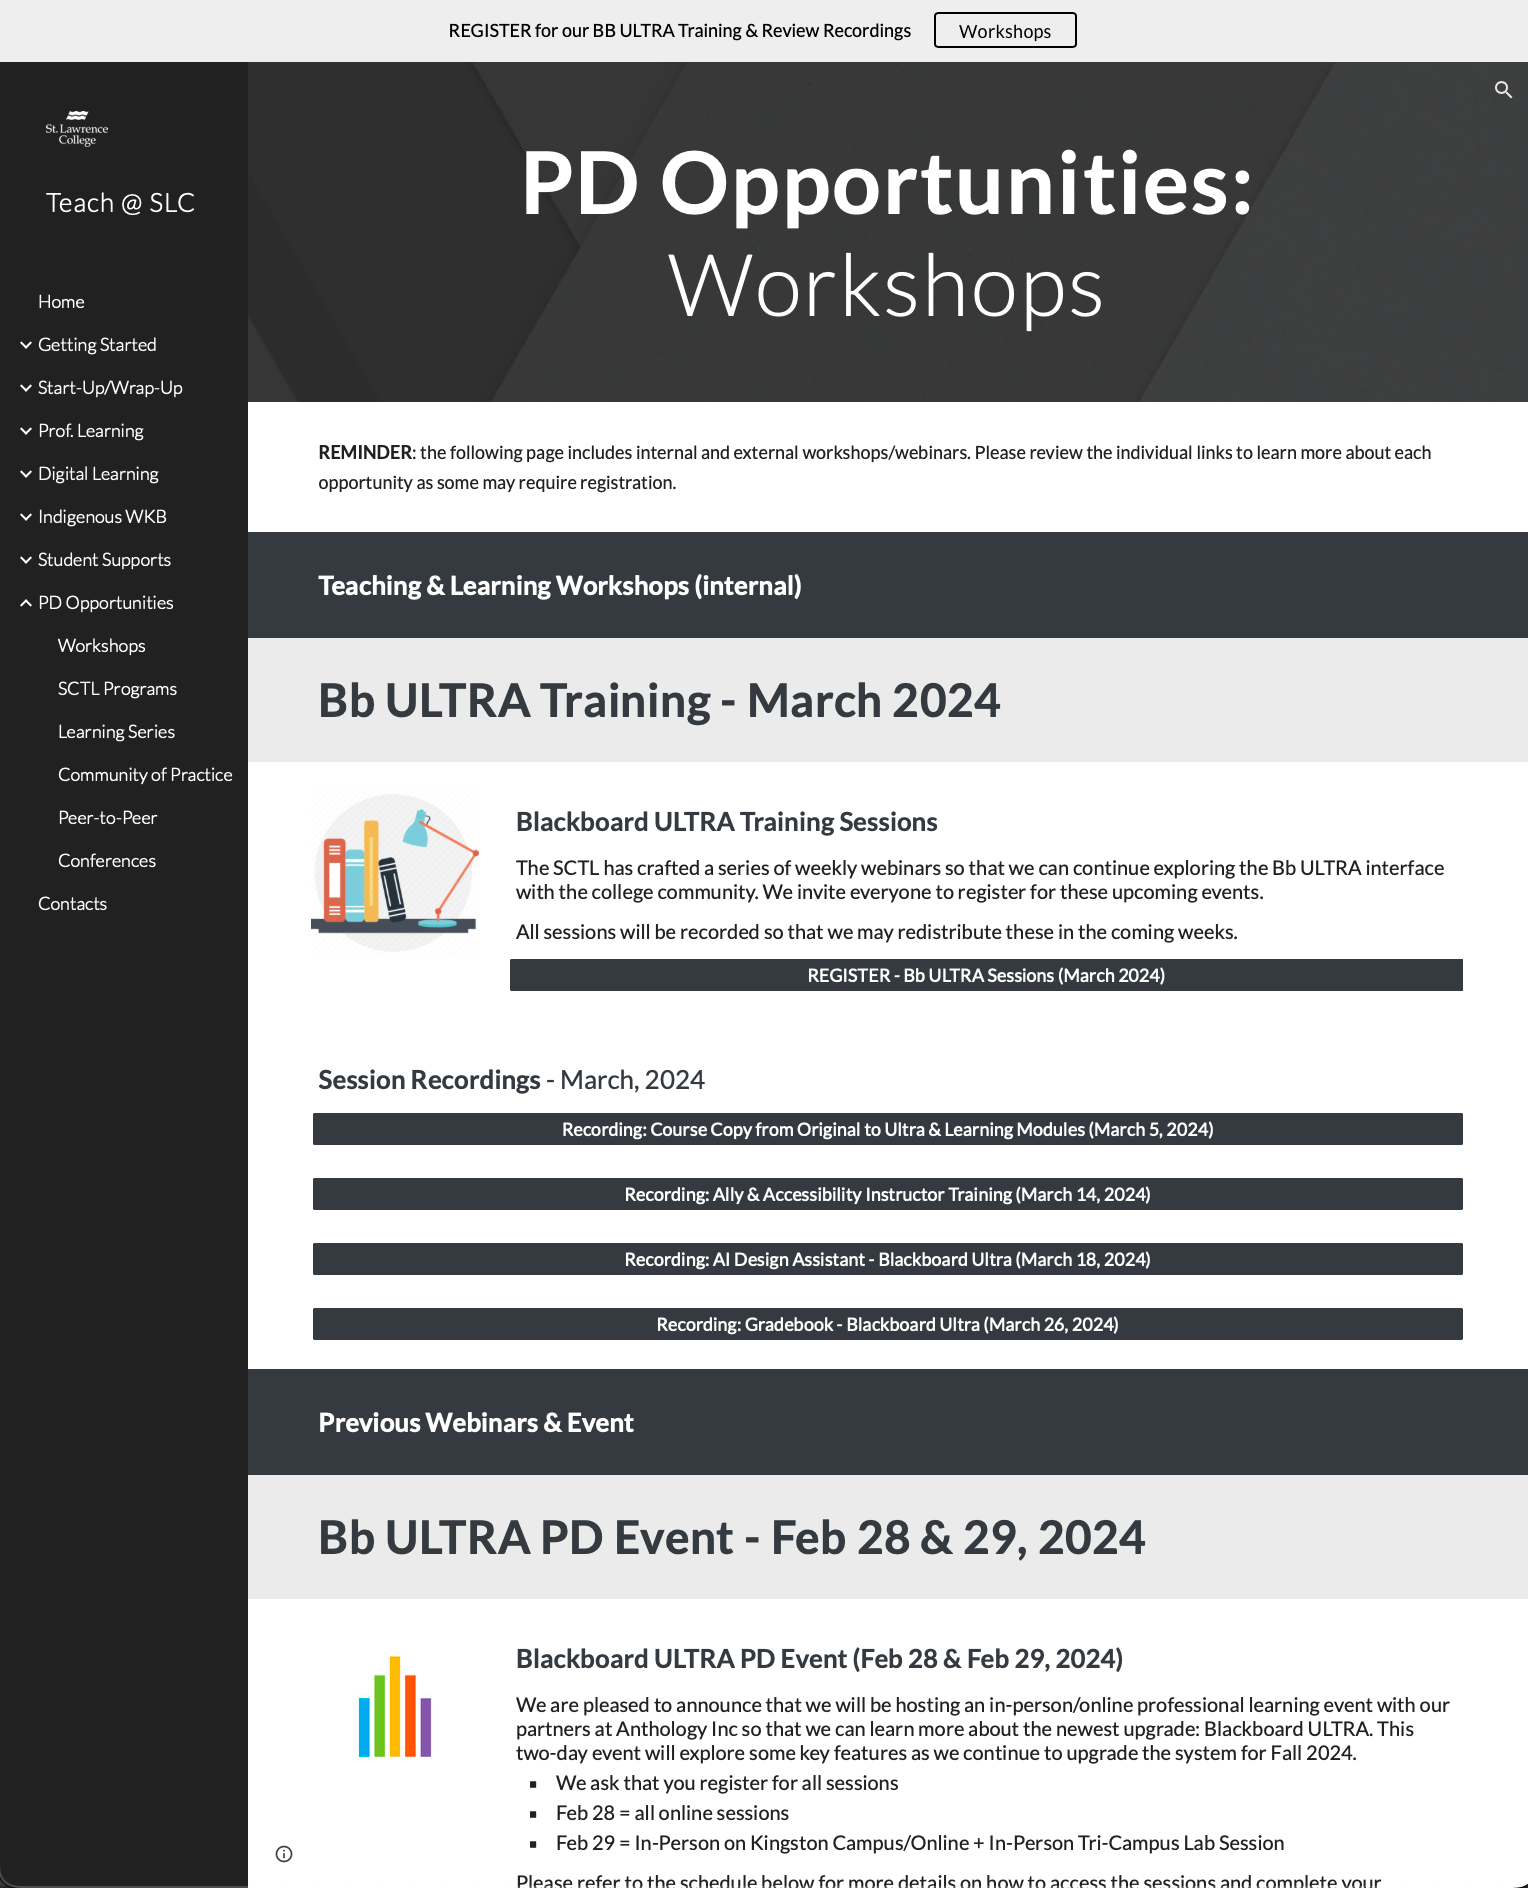 REGISTER for our BB ULTRA Training & Review Recordings
Workshops
St. Lawrence
College
Teach @ SLC
Home
Getting Started
Start-Up/Wrap-Up
Prof. Learning
Digital Learning
Indigenous WKB
Student Supports
PD Opportunities
Workshops
SCTL Programs
Learning Series
Community of Practice
Peer-to-Peer
Conferences
Contacts
PD Opportunities:
Workshops
REMINDER: the following page includes internal and external workshops/webinars. Please review the individual links to learn more about each
opportunity as some may require registration.
Teaching & Learning Workshops (internal)
Bb ULTRA Training - March 2024
Blackboard ULTRA Training Sessions
The SCTL has crafted a series of weekly webinars so that we can continue exploring the Bb ULTRA interface
with the college community. We invite everyone to register for these upcoming events.
All sessions will be recorded so that we may redistribute these in the coming weeks.
REGISTER - Bb ULTRA Sessions (March 2024)
Session Recordings - March, 2024
Recording: Course Copy from Original to Ultra & Learning Modules (March 5, 2024)
Recording: Ally & Accessibility Instructor Training (March 14, 2024)
Recording: AI Design Assistant - Blackboard Ultra (March 18, 2024)
Recording: Gradebook - Blackboard Ultra (March 26, 2024)
Previous Webinars & Event
Bb ULTRA PD Event - Feb 28 & 29, 2024
Blackboard ULTRA PD Event (Feb 28 & Feb 29, 2024)
We are pleased to announce that we will be hosting an in-person/online professional learning event with our
partners at Anthology Inc so that we can learn more about the newest upgrade: Blackboard ULTRA. This
two-day event will explore some key features as we continue to upgrade the system for Fall 2024.
▪ We ask that you register for all sessions
▪ Feb 28 = all online sessions
▪ Feb 29 = In-Person on Kingston Campus/Online + In-Person Tri-Campus Lab Session
Please refer to the schedule below for more details on how to access the sessions and complete your